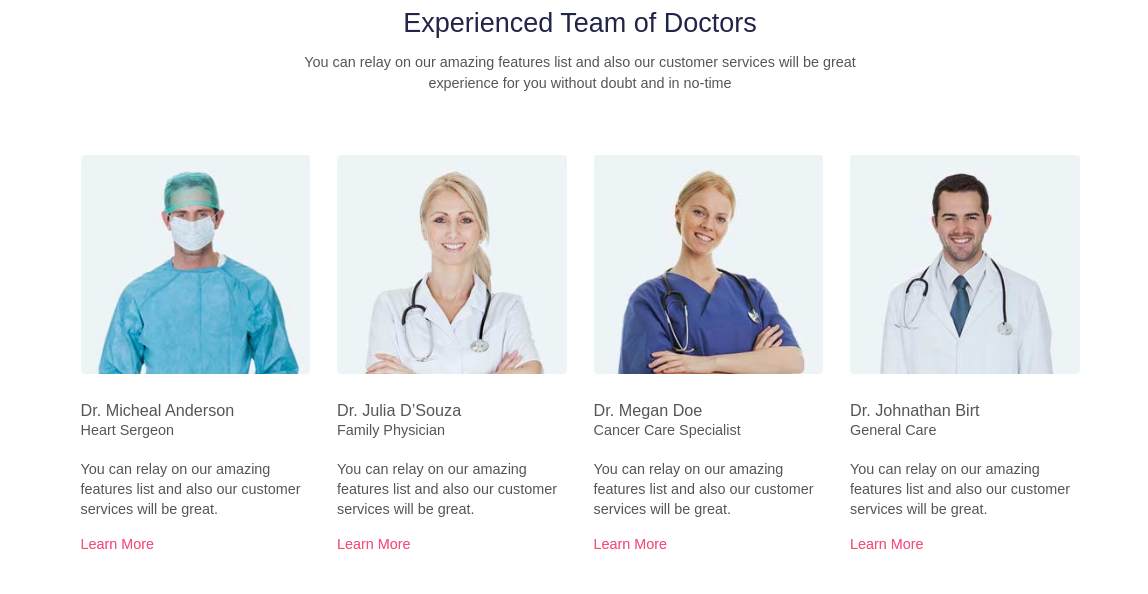 Experienced Team of Doctors
You can relay on our amazing features list and also our customer services will be great
experience for you without doubt and in no-time
Dr. Micheal Anderson
Heart Sergeon
You can relay on our amazing
features list and also our customer
services will be great.
Learn More
Dr. Julia D’Souza
Family Physician
You can relay on our amazing
features list and also our customer
services will be great.
Learn More
Dr. Megan Doe
Cancer Care Specialist
You can relay on our amazing
features list and also our customer
services will be great.
Learn More
Dr. Johnathan Birt
General Care
You can relay on our amazing
features list and also our customer
services will be great.
Learn More